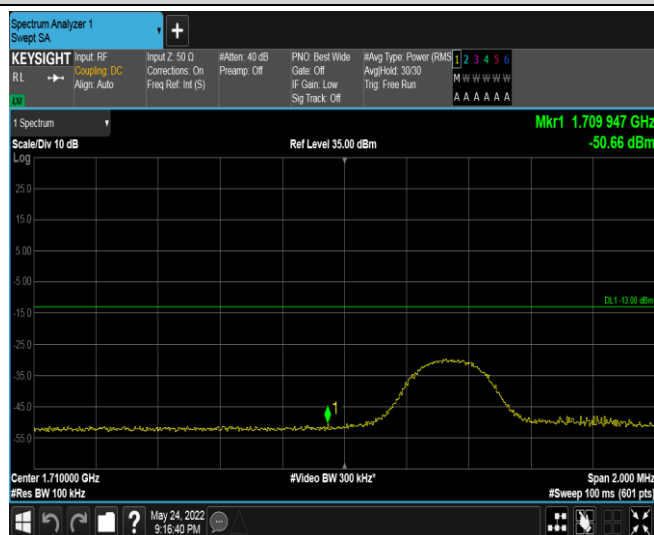 Spectrum Analyzer 1
Swept SA
+
KEYSIGHT Input: RF Input Z: 50 Ω #Atten: 40 dB PNO: Best Wide #Avg Type: Power (RMS 1 2 3 4 5 6
RL Coupling: DC Corrections: On Preamp: Off Gate: Off Avg|Hold: 30/30 M W W W W W
Align: Auto Freq Ref: Int (S) IF Gain: Low Trig: Free Run
Sig Track: Off A A A A A A
1 Spectrum Mkr1 1.709 947 GHz
Scale/Div 10 dB Ref Level 35.00 dBm -50.66 dBm
Log
25.0
15.0
5.00
-5.00
DL1 -13.00 dBm
-15.0
-25.0
-35.0
-45.0
1
-55.0
Center 1.710000 GHz #Video BW 300 kHz* Span 2.000 MHz
#Res BW 100 kHz #Sweep 100 ms (601 pts)
? May 24, 2022
9:16:40 PM